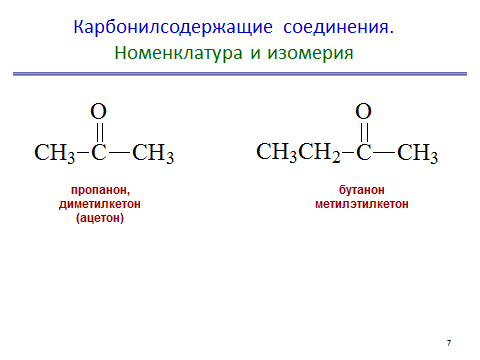 Карбонилсодержащие соединения.
Номенклатура и изомерия
O
CH₃–C–CH₃
O
CH₃CH₂–C–CH₃
пропанон,
диметилкетон
(ацетон)
бутанон
метилэтилкетон
7